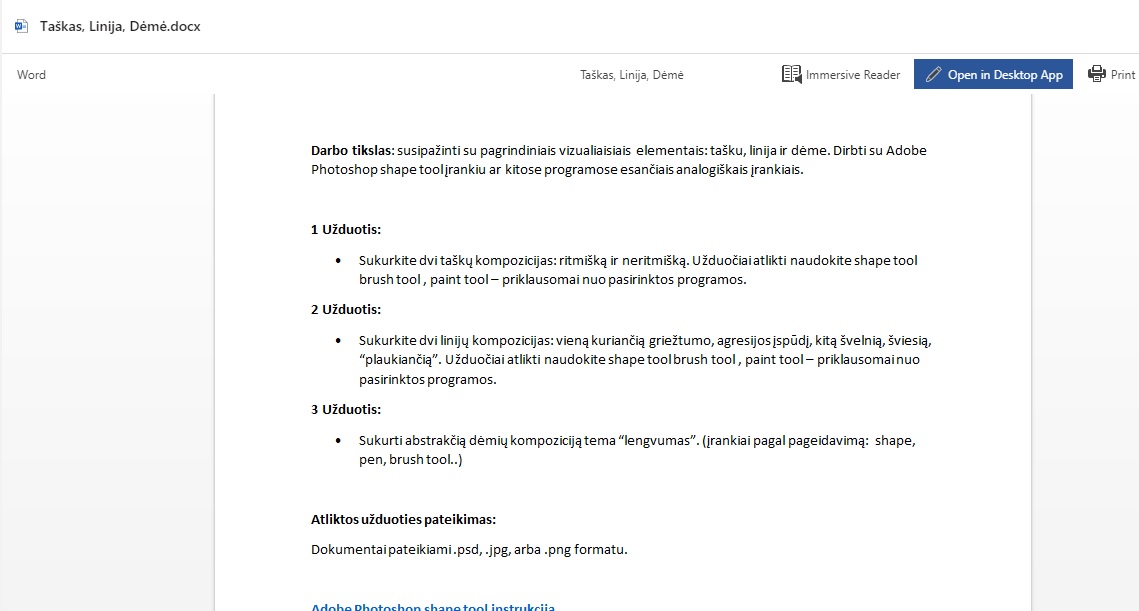 Taškas, Linija, Dėmė.docx
Word
Taškas, Linija, Dėmė
Immersive Reader
Open in Desktop App
Print
Darbo tikslas: susipažinti su pagrindiniais vizualiaisiais elementais: tašku, linija ir dėme. Dirbti su Adobe
Photoshop shape tool įrankiu ar kitose programose esančiais analogiškais įrankiais.
1 Užduotis:
• Sukurkite dvi taškų kompozicijas: ritmišką ir neritmišką. Užduočiai atlikti naudokite shape tool
brush tool , paint tool – priklausomai nuo pasirinktos programos.
2 Užduotis:
• Sukurkite dvi linijų kompozicijas: vieną kuriančią griežtumo, agresijos įspūdį, kitą švelnią, šviesią,
“plaukiančią”. Užduočiai atlikti naudokite shape tool brush tool , paint tool – priklausomai nuo
pasirinktos programos.
3 Užduotis:
• Sukurti abstrakčią dėmių kompoziciją tema “lengvumas”. (įrankiai pagal pageidavimą: shape,
pen, brush tool..)
Atliktos užduoties pateikimas:
Dokumentai pateikiami .psd, .jpg, arba .png formatu.
Adobe Photoshop shape tool instrukcija